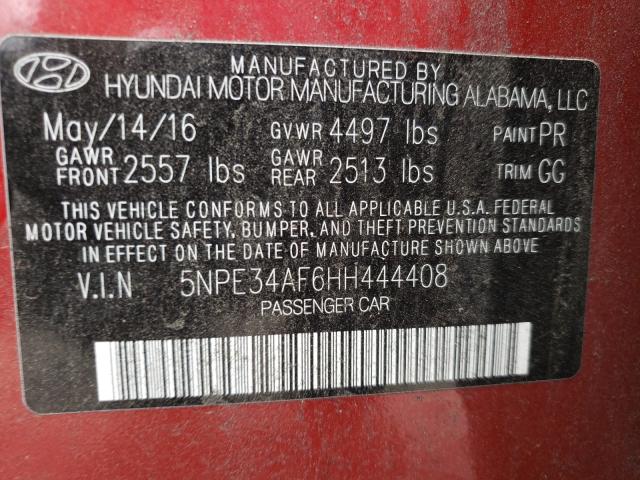 MANUFACTURED BY
HYUNDAI MOTOR MANUFACTURING ALABAMA, LLC
May/14/16 GVWR 4497 lbs PAINT PR
GAWR FRONT 2557 lbs GAWR REAR 2513 lbs TRIM GG
THIS VEHICLE CONFORMS TO ALL APPLICABLE U.S.A. FEDERAL
MOTOR VEHICLE SAFETY, BUMPER, AND THEFT PREVENTION STANDARDS
IN EFFECT ON THE DATE OF MANUFACTURE SHOWN ABOVE
V.I.N 5NPE34AF6HH444408
PASSENGER CAR